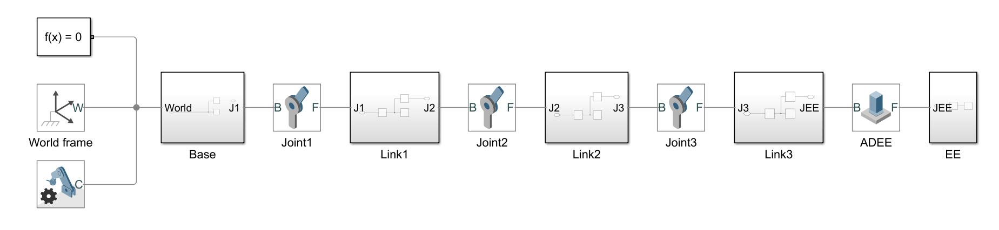 f(x) = 0
W
World frame
C
World
J1
Base
B
F
Joint1
J1
J2
Link1
B
F
Joint2
J2
J3
Link2
B
F
Joint3
J3
JEE
Link3
B
F
ADEE
JEE
EE